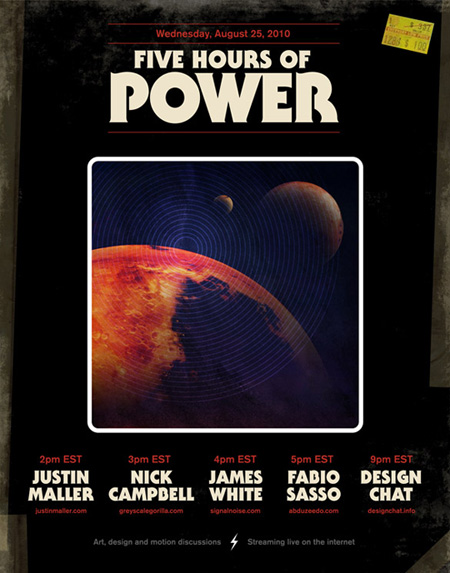 Wednesday, August 25, 2010
FIVE HOURS OF
POWER
2pm EST
JUSTIN
MALLER
justinmaller.com
3pm EST
NICK
CAMPBELL
greyscalegorilla.com
4pm EST
JAMES
WHITE
signalnoise.com
5pm EST
FABIO
SASSO
abduzeedo.com
9pm EST
DESIGN
CHAT
designchat.info
Art, design and motion discussions
Streaming live on the internet